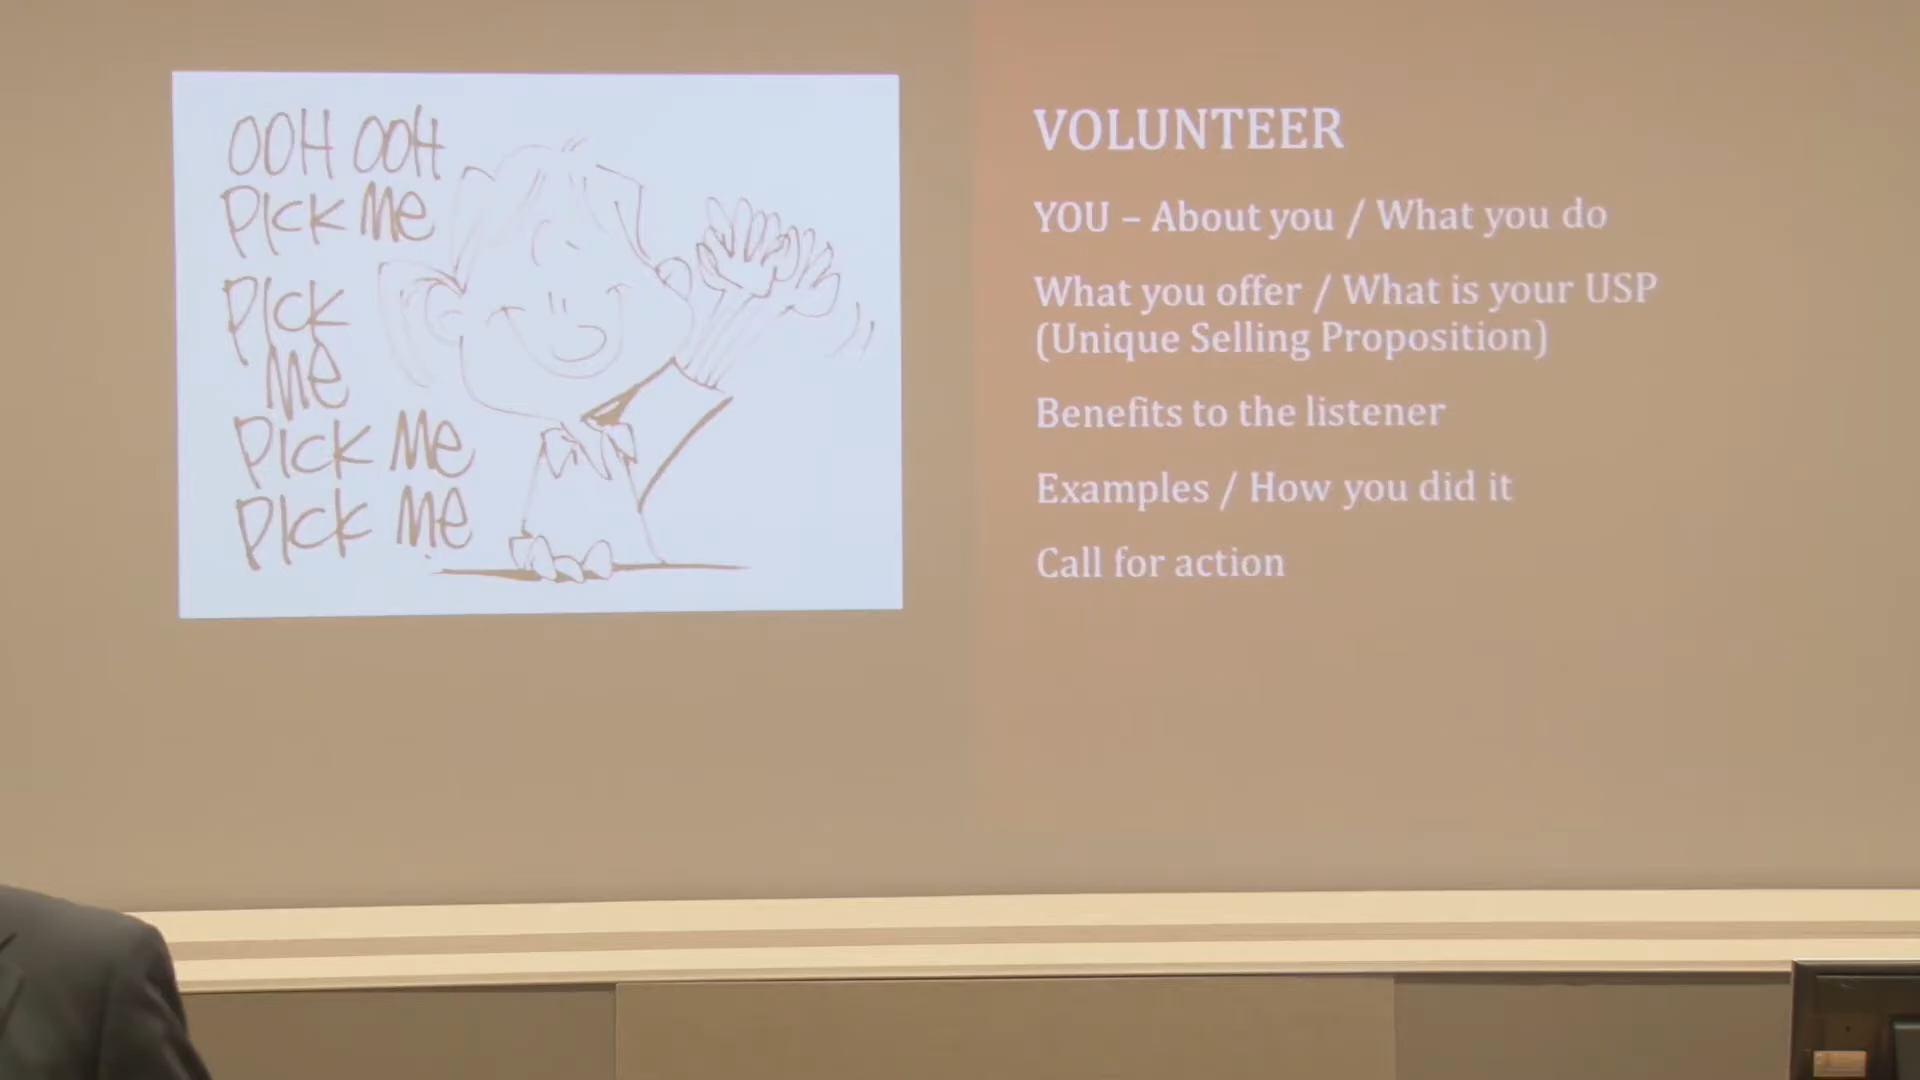 OOH OOH
PICK ME
PICK
ME
PICK ME
PICK ME
VOLUNTEER
YOU – About you / What you do
What you offer / What is your USP
(Unique Selling Proposition)
Benefits to the listener
Examples / How you did it
Call for action